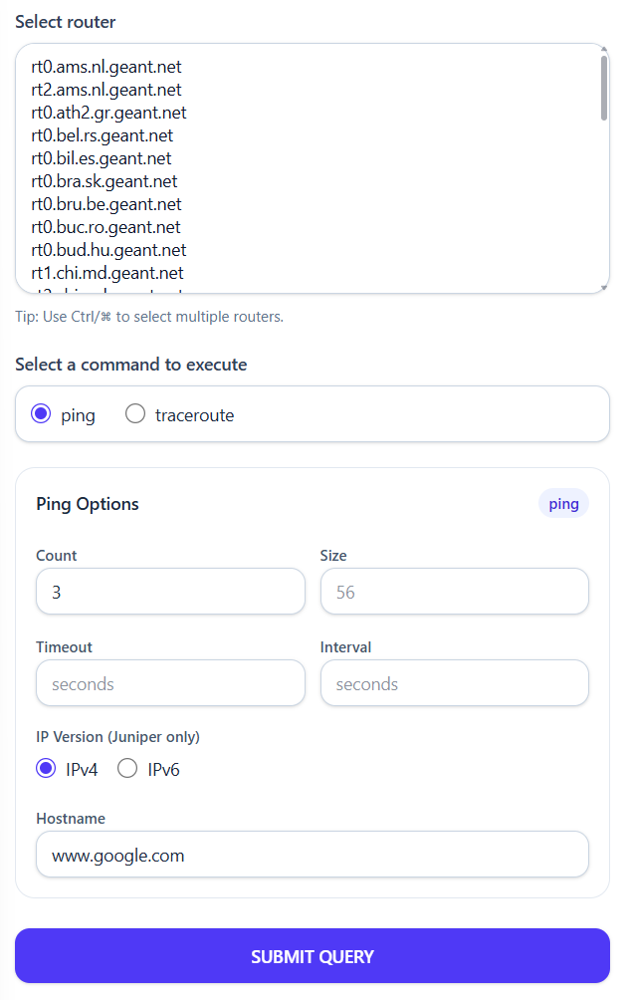 Select router
rt0.ams.nl.geant.net
rt2.ams.nl.geant.net
rt0.ath2.gr.geant.net
rt0.bel.rs.geant.net
rt0.bil.es.geant.net
rt0.bra.sk.geant.net
rt0.bru.be.geant.net
rt0.buc.ro.geant.net
rt0.bud.hu.geant.net
rt1.chi.md.geant.net
Tip: Use Ctrl/⌘ to select multiple routers.
Select a command to execute
ping traceroute
Ping Options ping
Count Size
3 56
Timeout Interval
seconds seconds
IP Version (Juniper only)
IPv4 IPv6
Hostname
www.google.com
SUBMIT QUERY